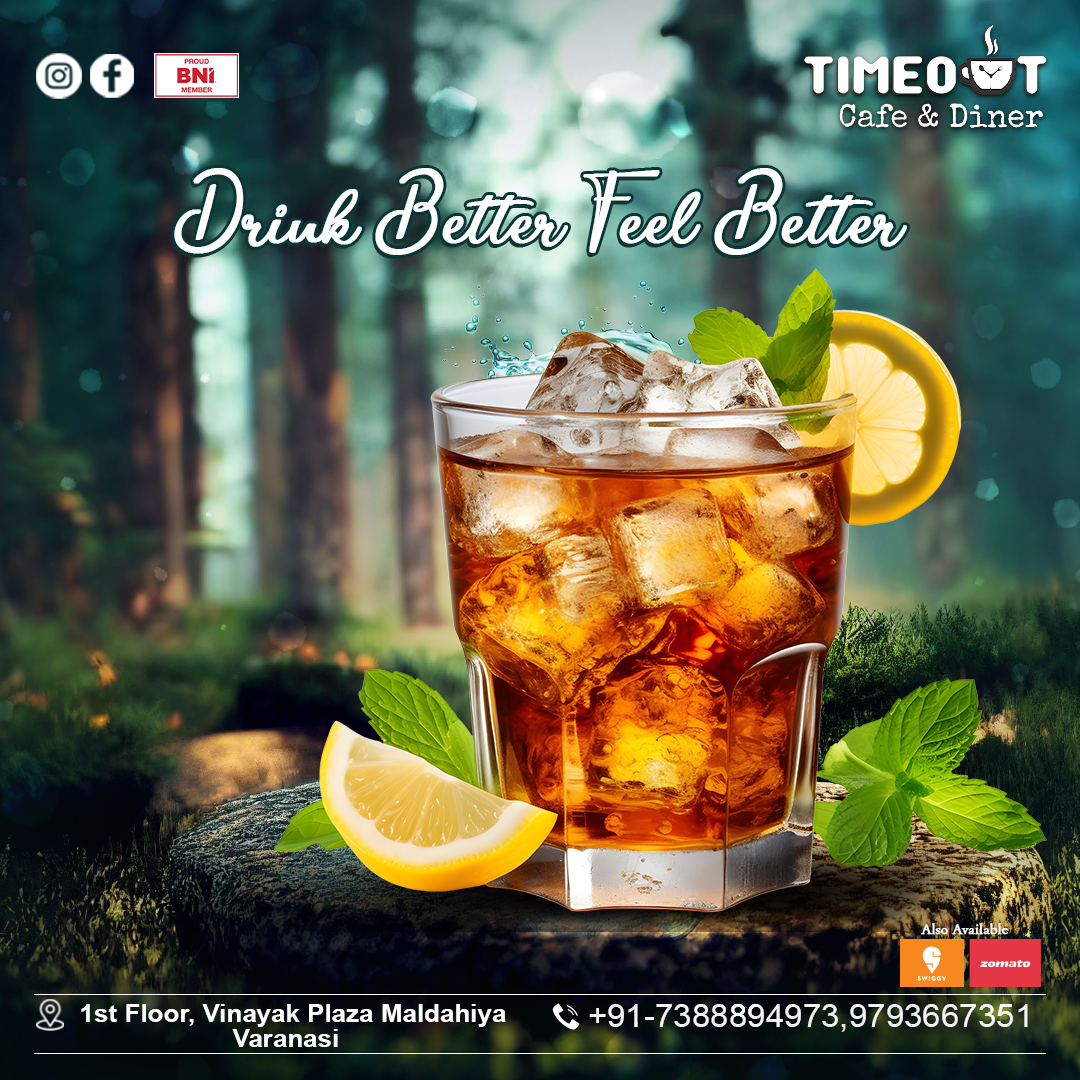 PROUD
BNI
MEMBER
TIMEOUT
Cafe & Diner
Drink Better Feel Better
Also Available
SWIGGY
zomato
1st Floor, Vinayak Plaza Maldahiya
Varanasi
+91-7388894973,9793667351